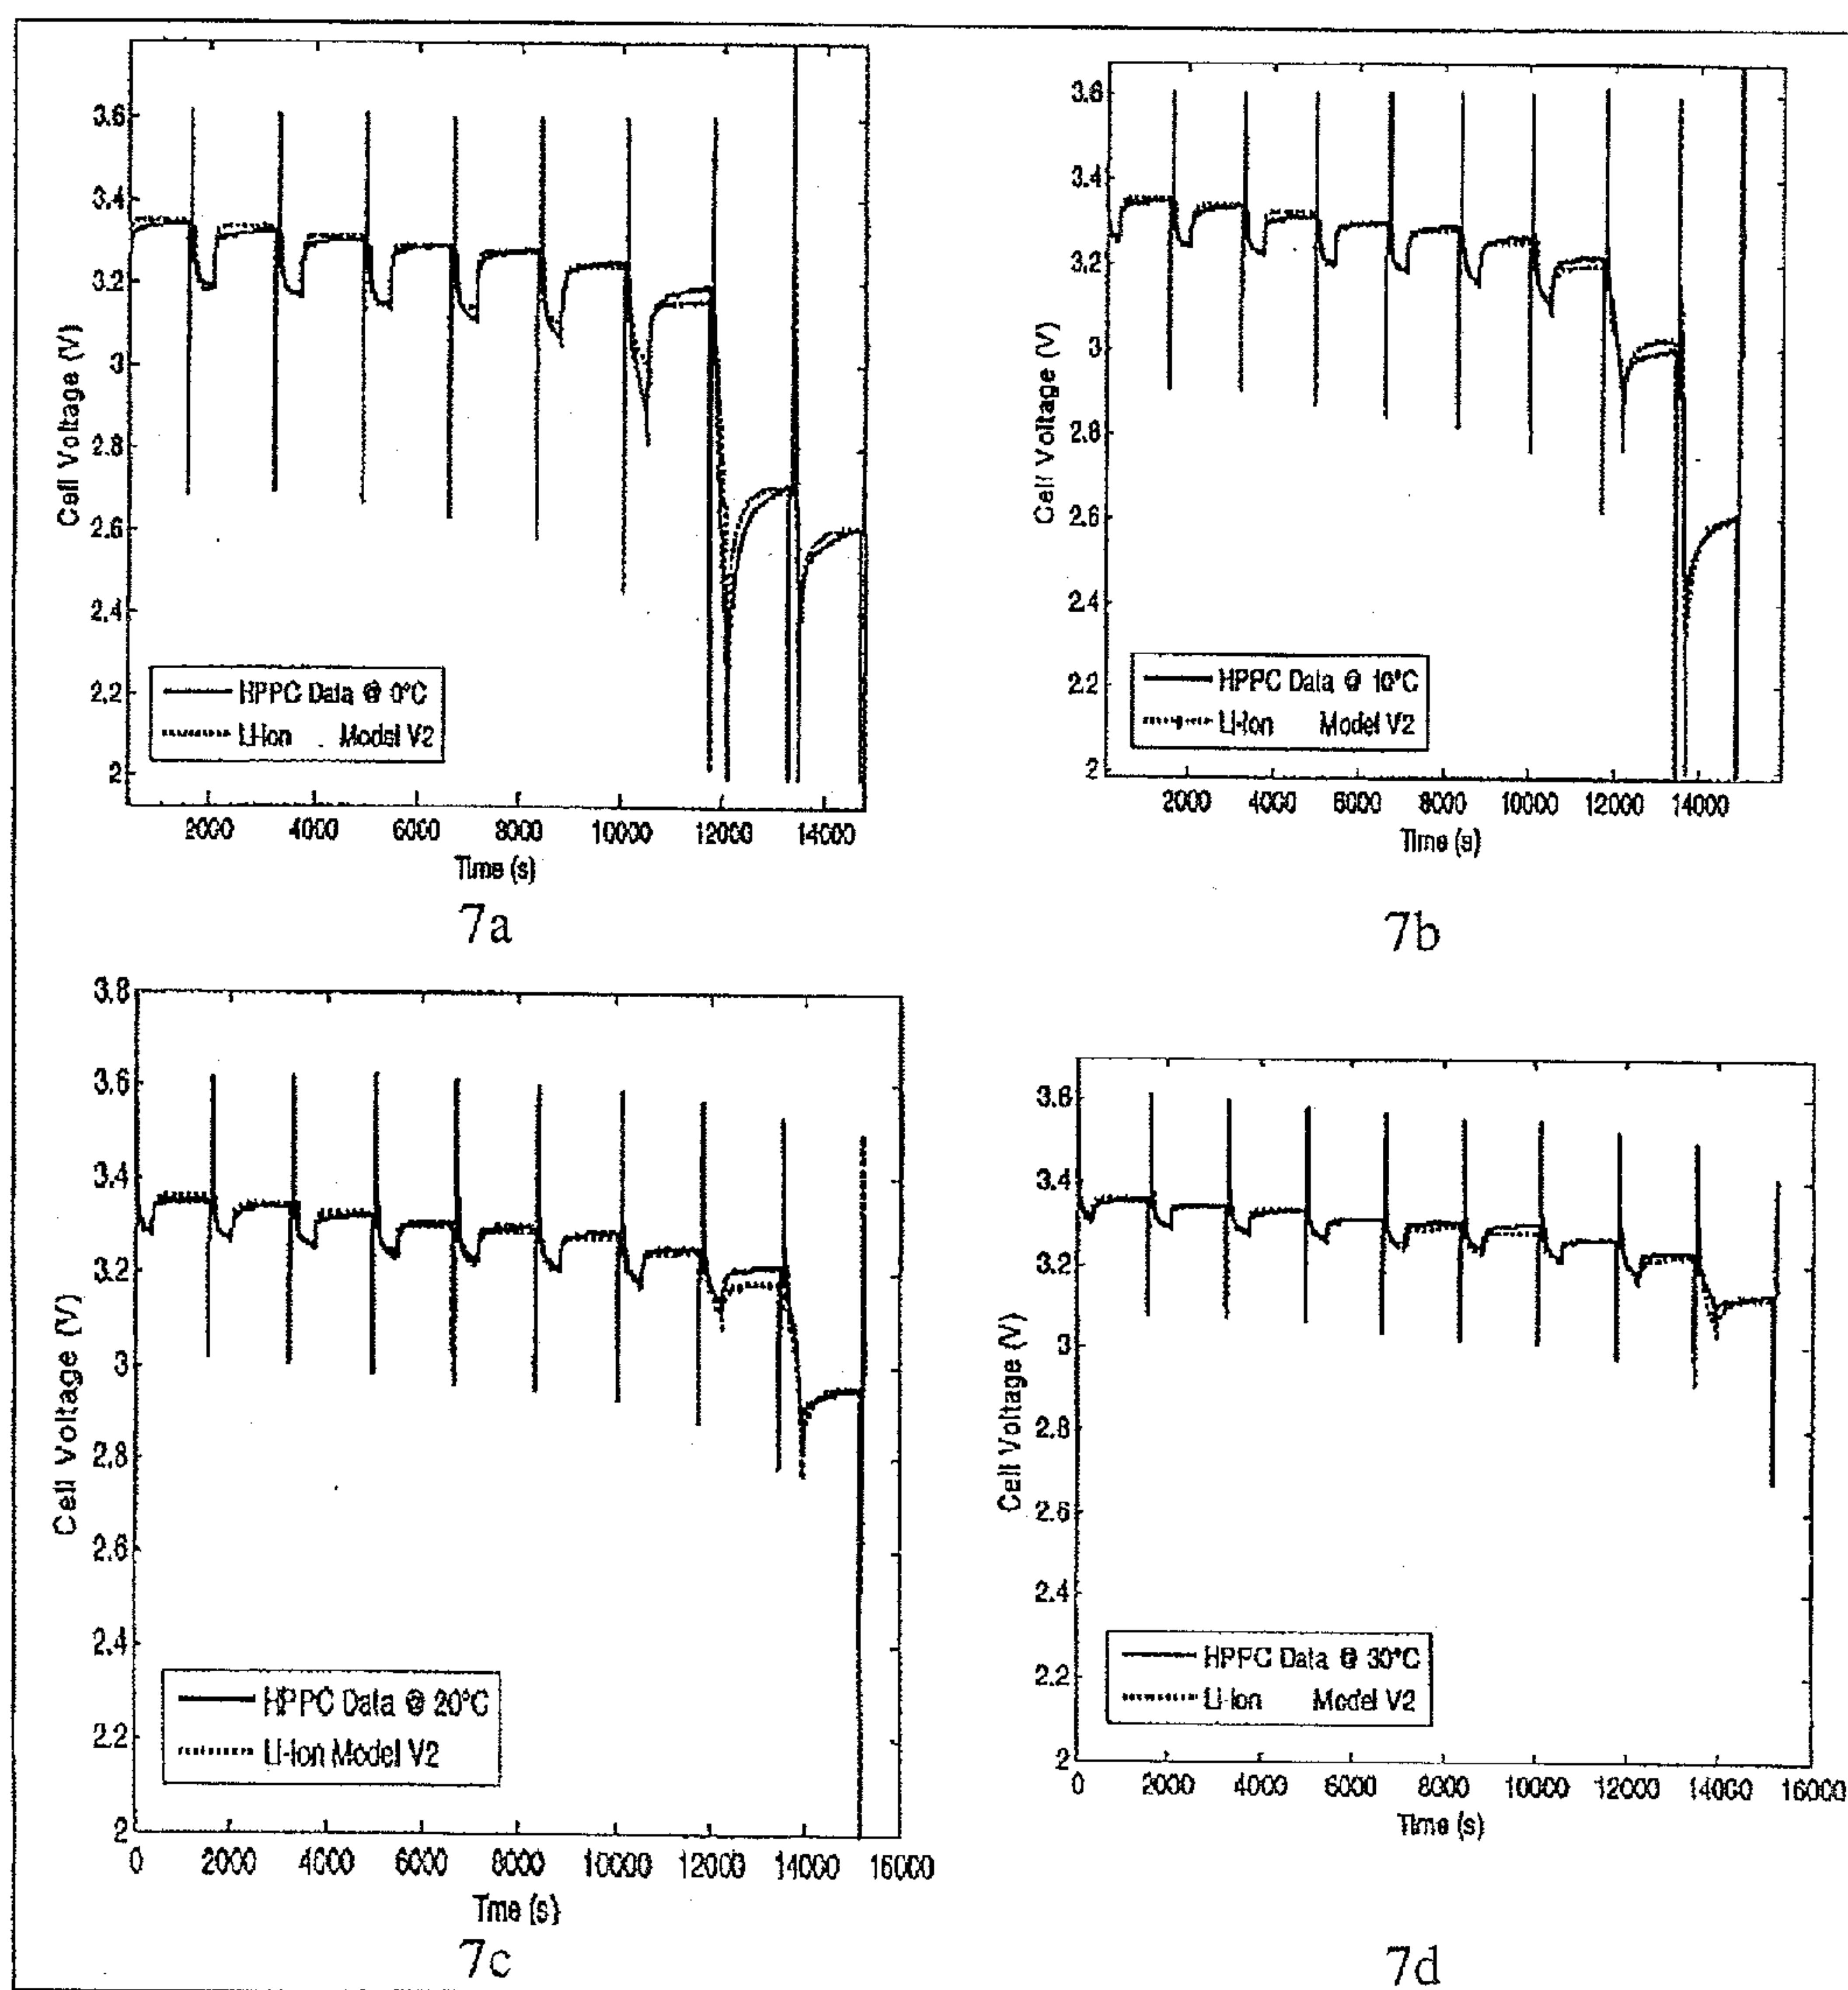 Cell Voltage (V)
3.6
3.4
3.2
3
2.8
2.6
2.4
2.2
2
HPPC Data @ 0°C
Li-Ion . Model V2
2000 4000 6000 8000 10000 12000 14000
Time (s)
7a
Cell Voltage (V)
3.6
3.4
3.2
3
2.8
2.6
2.4
2.2
2
HPPC Data @ 10°C
Li-Ion Model V2
2000 4000 6000 8000 10000 12000 14000
Time (s)
7b
Cell Voltage (V)
3.8
3.6
3.4
3.2
3
2.8
2.6
2.4
2.2
2
HPPC Data @ 20°C
Li-Ion Model V2
0 2000 4000 6000 8000 10000 12000 14000 16000
Tme (s)
7c
Cell Voltage (V)
3.6
3.4
3.2
3
2.8
2.6
2.4
2.2
2
HPPC Data @ 30°C
Li-Ion Model V2
0 2000 4000 6000 8000 10000 12000 14000 16000
Time (s)
7d